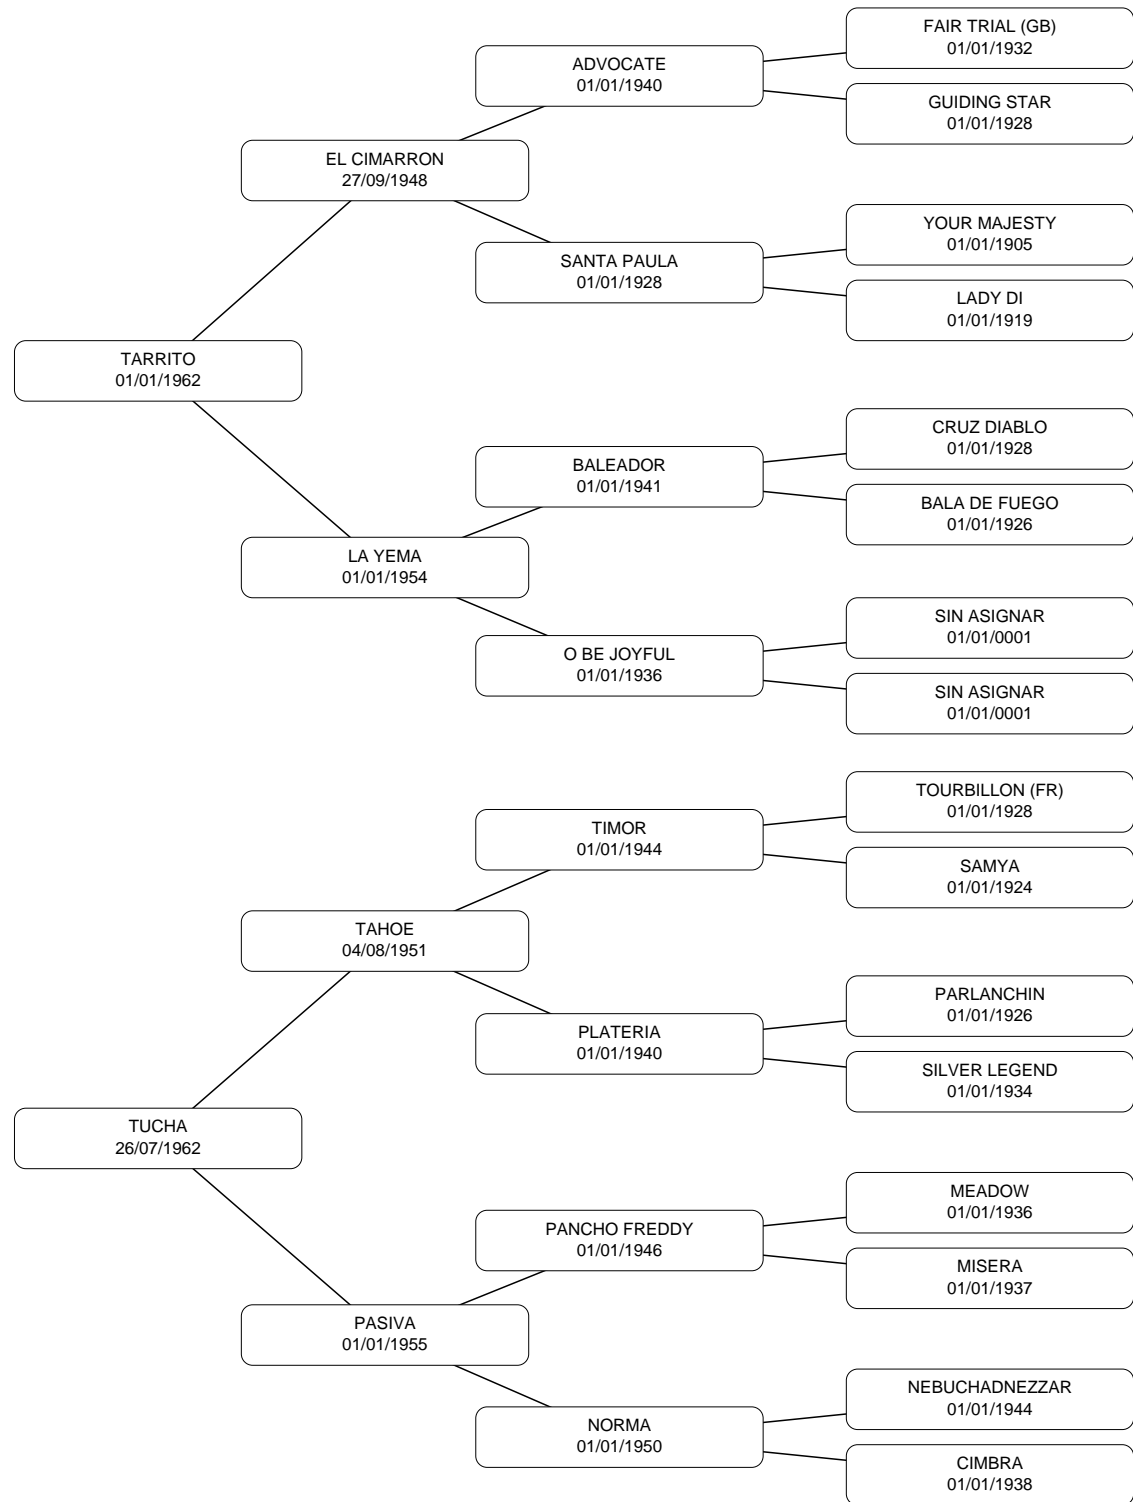 FAIR TRIAL (GB)
01/01/1932
ADVOCATE
01/01/1940
GUIDING STAR
01/01/1928
EL CIMARRON
27/09/1948
YOUR MAJESTY
01/01/1905
SANTA PAULA
01/01/1928
LADY DI
01/01/1919
TARRITO
01/01/1962
CRUZ DIABLO
01/01/1928
BALEADOR
01/01/1941
BALA DE FUEGO
01/01/1926
LA YEMA
01/01/1954
SIN ASIGNAR
01/01/0001
O BE JOYFUL
01/01/1936
SIN ASIGNAR
01/01/0001
TOURBILLON (FR)
01/01/1928
TIMOR
01/01/1944
SAMYA
01/01/1924
TAHOE
04/08/1951
PARLANCHIN
01/01/1926
PLATERIA
01/01/1940
SILVER LEGEND
01/01/1934
TUCHA
26/07/1962
MEADOW
01/01/1936
PANCHO FREDDY
01/01/1946
MISERA
01/01/1937
PASIVA
01/01/1955
NEBUCHADNEZZAR
01/01/1944
NORMA
01/01/1950
CIMBRA
01/01/1938